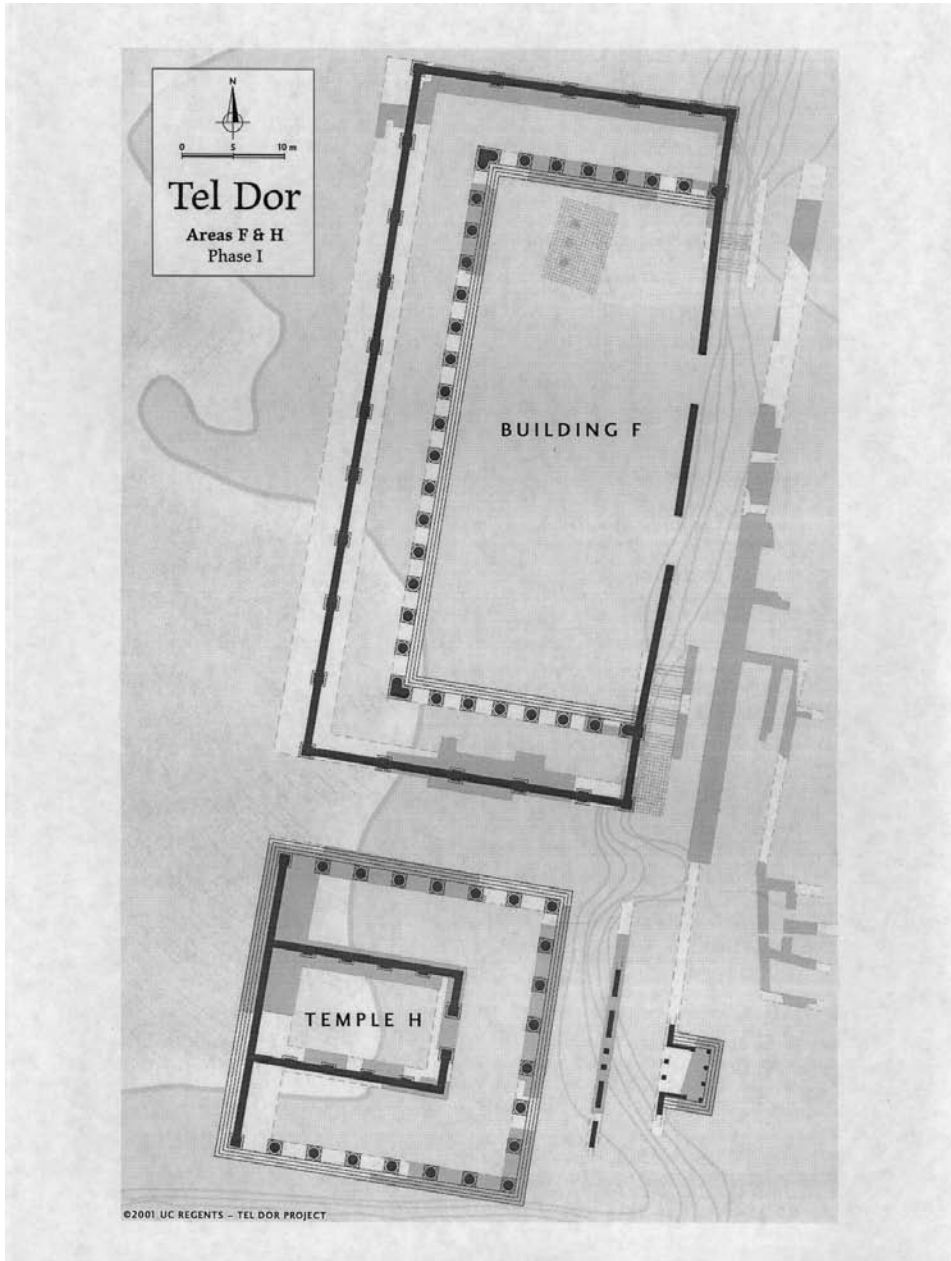 N
0 5 10 m
Tel Dor
Areas F & H
Phase I
BUILDING F
TEMPLE H
©2001 UC REGENTS – TEL DOR PROJECT